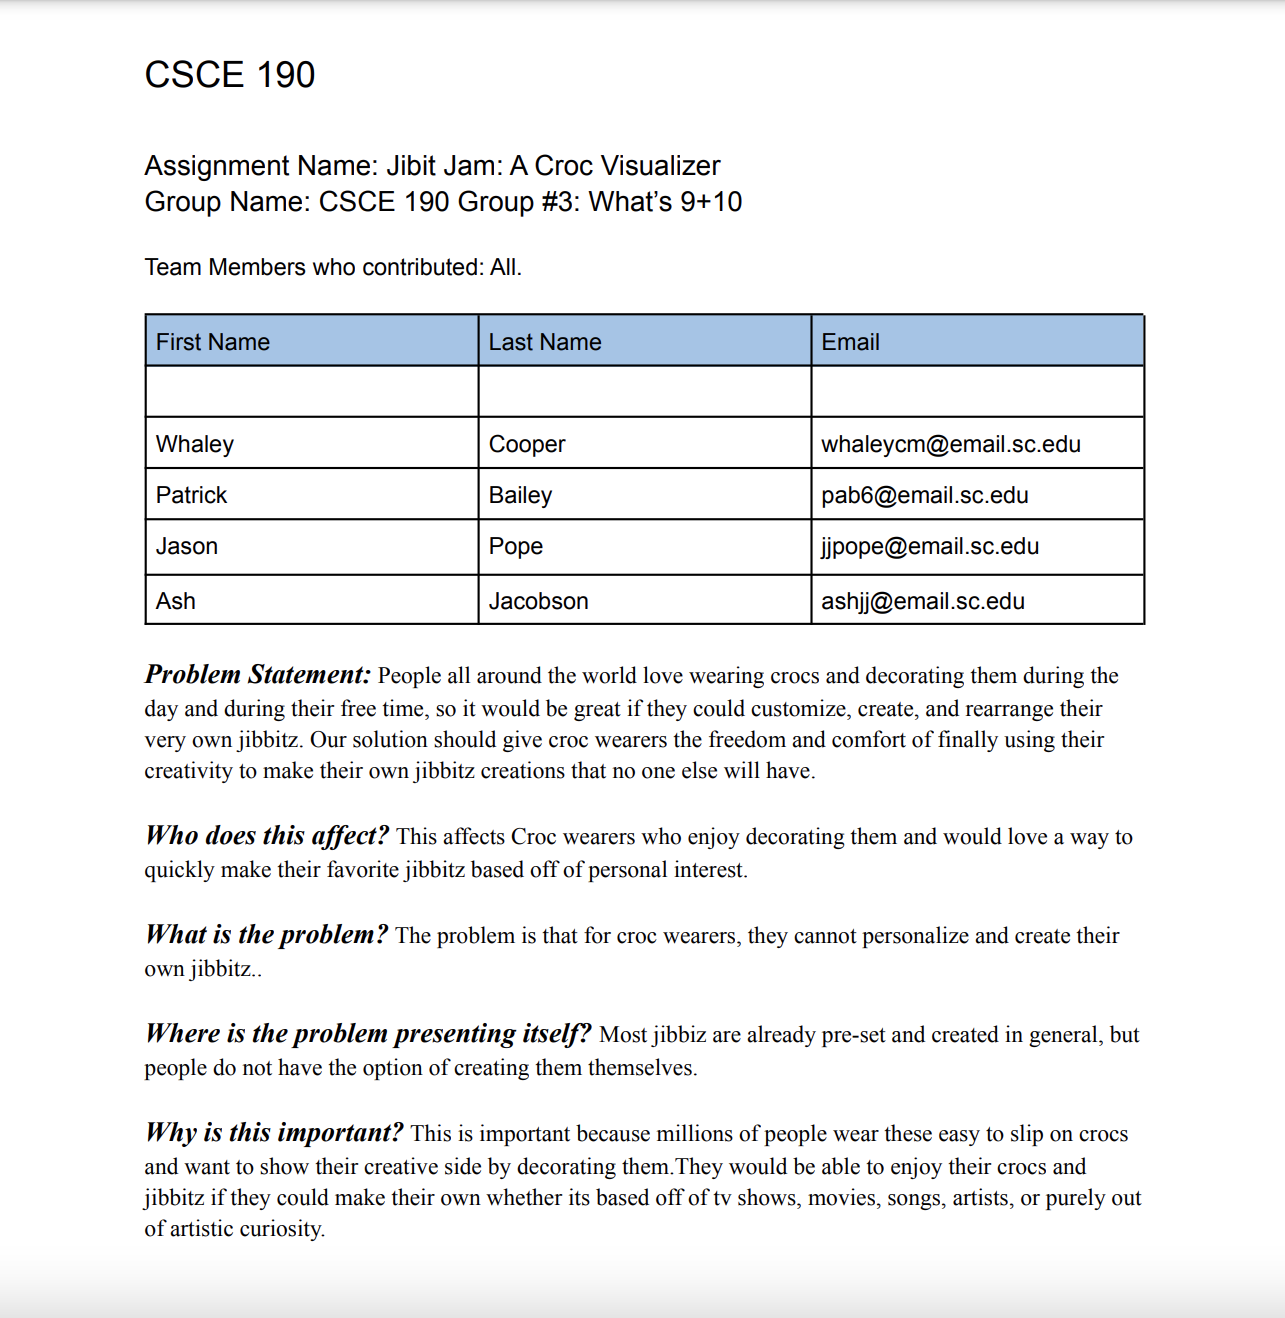 CSCE 190
Assignment Name: Jibit Jam: A Croc Visualizer
Group Name: CSCE 190 Group #3: What's 9+10
Team Members who contributed: All.
First Name Last Name Email
Whaley Cooper whaleycm@email.sc.edu
Patrick Bailey pab6@email.sc.edu
Jason Pope jjpope@email.sc.edu
Ash Jacobson ashjj@email.sc.edu
Problem Statement: People all around the world love wearing crocs and decorating them during the
day and during their free time, so it would be great if they could customize, create, and rearrange their
very own jibbitz. Our solution should give croc wearers the freedom and comfort of finally using their
creativity to make their own jibbitz creations that no one else will have.
Who does this affect? This affects Croc wearers who enjoy decorating them and would love a way to
quickly make their favorite jibbitz based off of personal interest.
What is the problem? The problem is that for croc wearers, they cannot personalize and create their
own jibbitz..
Where is the problem presenting itself? Most jibbiz are already pre-set and created in general, but
people do not have the option of creating them themselves.
Why is this important? This is important because millions of people wear these easy to slip on crocs
and want to show their creative side by decorating them.They would be able to enjoy their crocs and
jibbitz if they could make their own whether its based off of tv shows, movies, songs, artists, or purely out
of artistic curiosity.